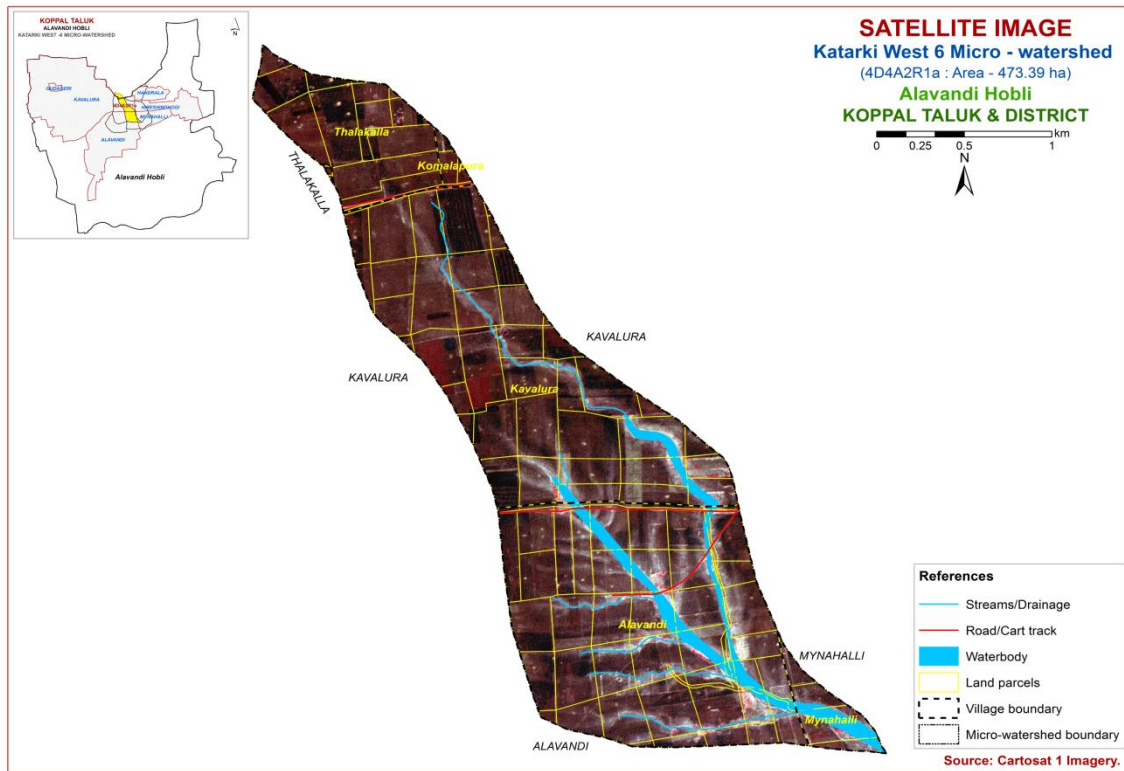 KOPPAL TALUK
ALAVANDI HOBLI
KATARKI WEST -6 MICRO-WATERSHED
N
KAVALURA
ALAVANDI
Alavandi Hobli
SATELLITE IMAGE
Katarki West 6 Micro - watershed
(4D4A2R1a : Area - 473.39 ha)
Alavandi Hobli
KOPPAL TALUK & DISTRICT
km
0 0.25 0.5 1
N
Thalakalla
Komalapura
THALAKALLA
KAVALURA
KAVALURA
Kavalura
Alavandi
MYNAHALLI
Mynahalli
ALAVANDI
References
Streams/Drainage
Road/Cart track
Waterbody
Land parcels
Village boundary
Micro-watershed boundary
Source: Cartosat 1 Imagery.